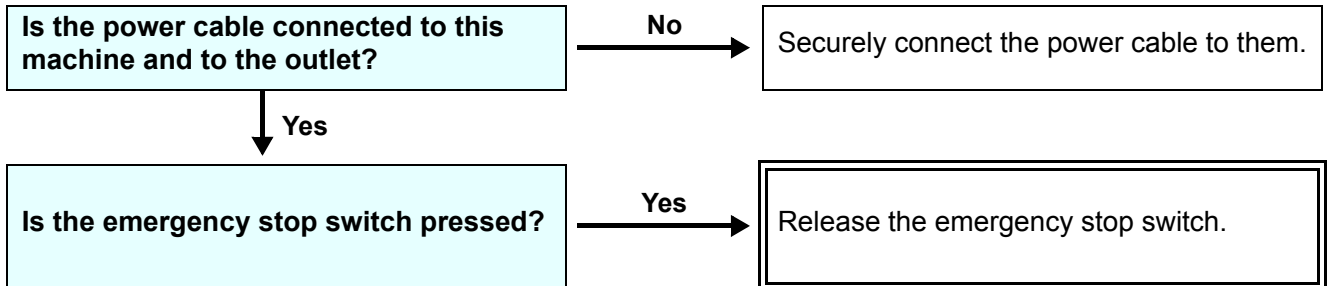 Is the power cable connected to this
machine and to the outlet?
No
Securely connect the power cable to them.
Yes
Is the emergency stop switch pressed?
Yes
Release the emergency stop switch.